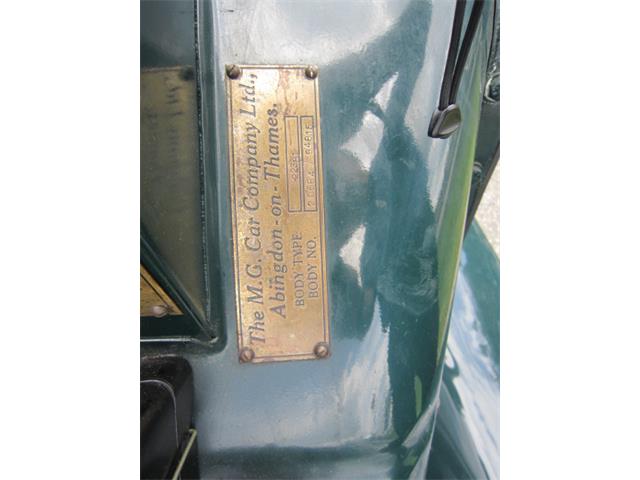 The M.G. Car Company Ltd.,
Abingdon-on-Thames.
BODY TYPE
BODY NO.